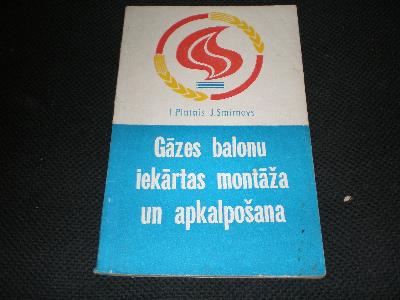 I. Platais J. Smirnovs
Gāzes balonu
iekārtas montāža
un apkalpošana